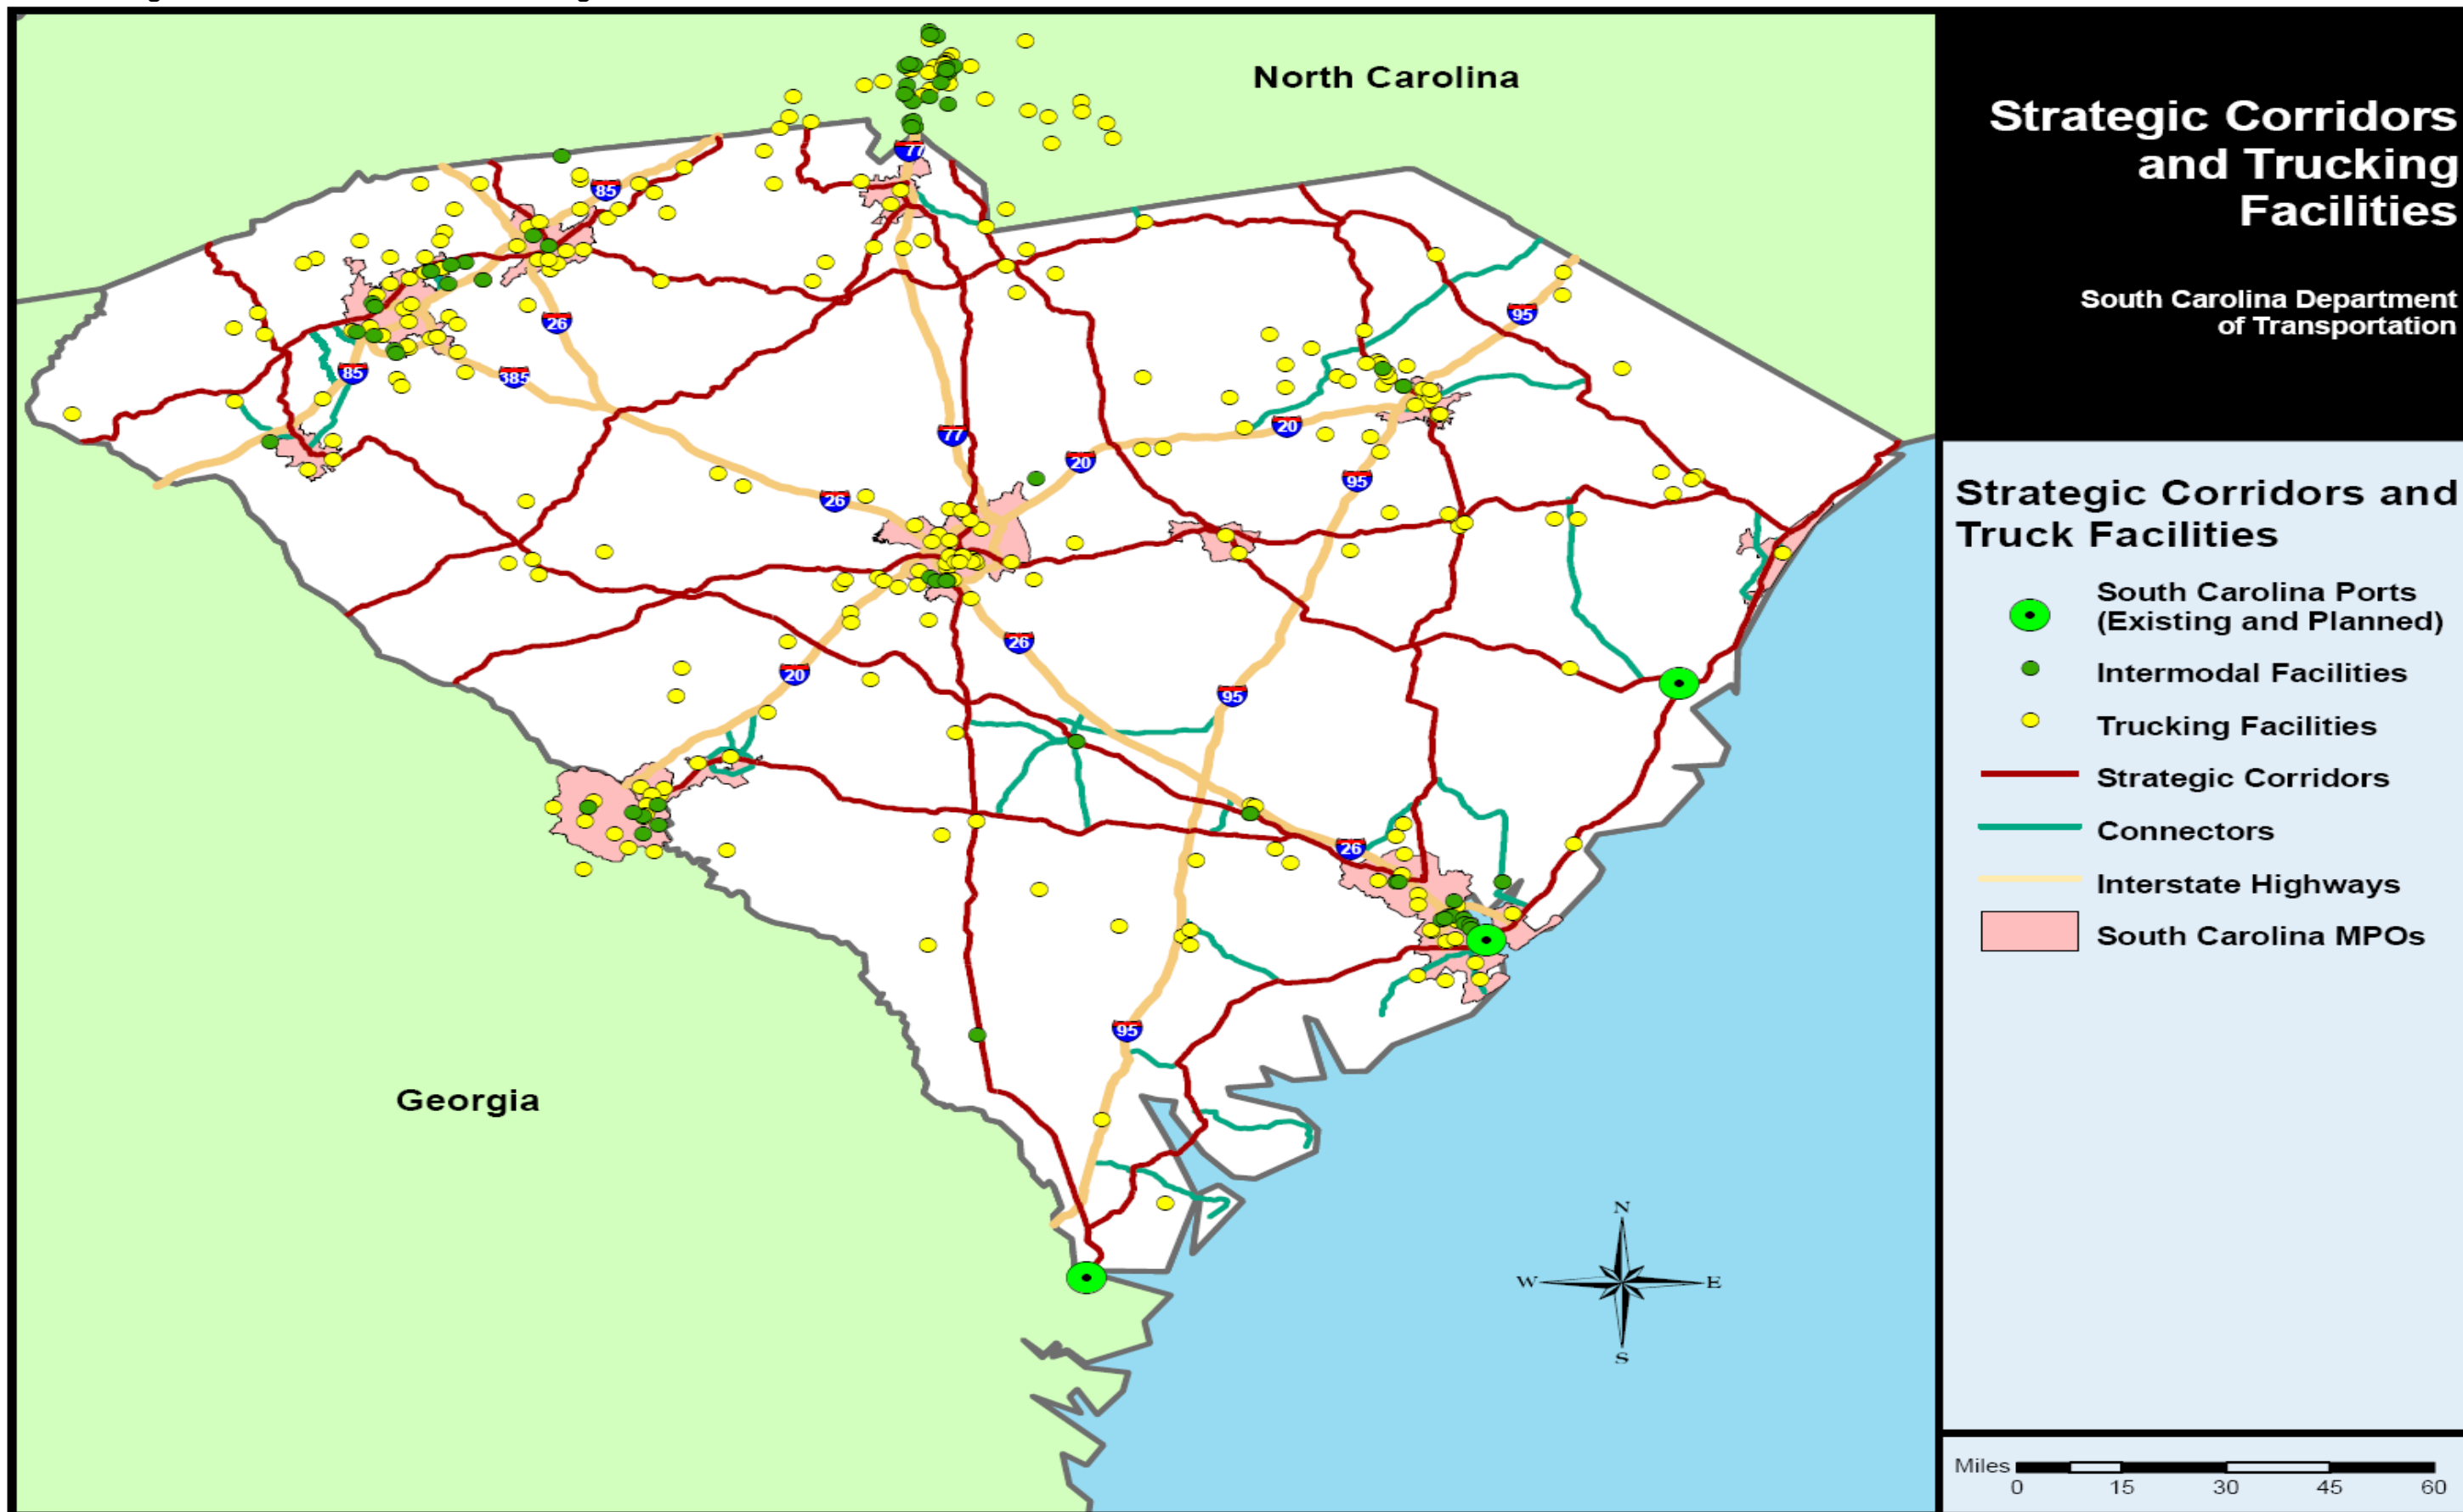 North Carolina
77
85
26
95
385
85
77
20
20
26
95
26
20
95
26
95
Georgia
N
W
E
S
Strategic Corridors
and Trucking
Facilities
South Carolina Department
of Transportation
Strategic Corridors and
Truck Facilities
South Carolina Ports
(Existing and Planned)
Intermodal Facilities
Trucking Facilities
Strategic Corridors
Connectors
Interstate Highways
South Carolina MPOs
Miles
0 15 30 45 60